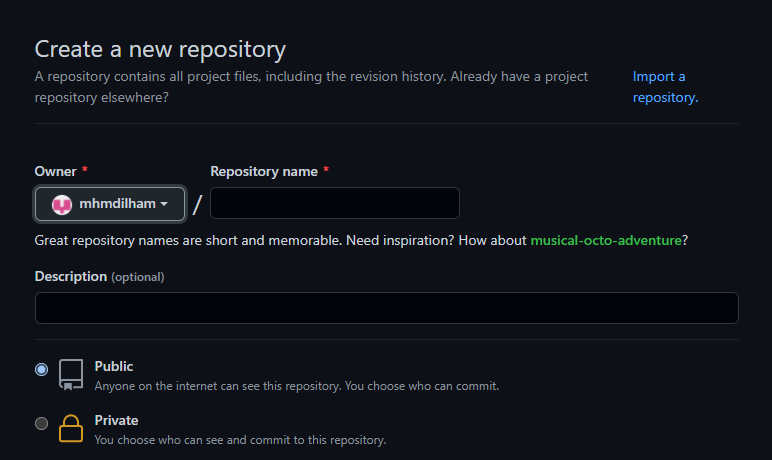 Create a new repository
A repository contains all project files, including the revision history. Already have a project
repository elsewhere?
Import a
repository.
Owner *
Repository name *
mhmdilham
/
Great repository names are short and memorable. Need inspiration? How about musical-octo-adventure?
Description (optional)
Public
Anyone on the internet can see this repository. You choose who can commit.
Private
You choose who can see and commit to this repository.